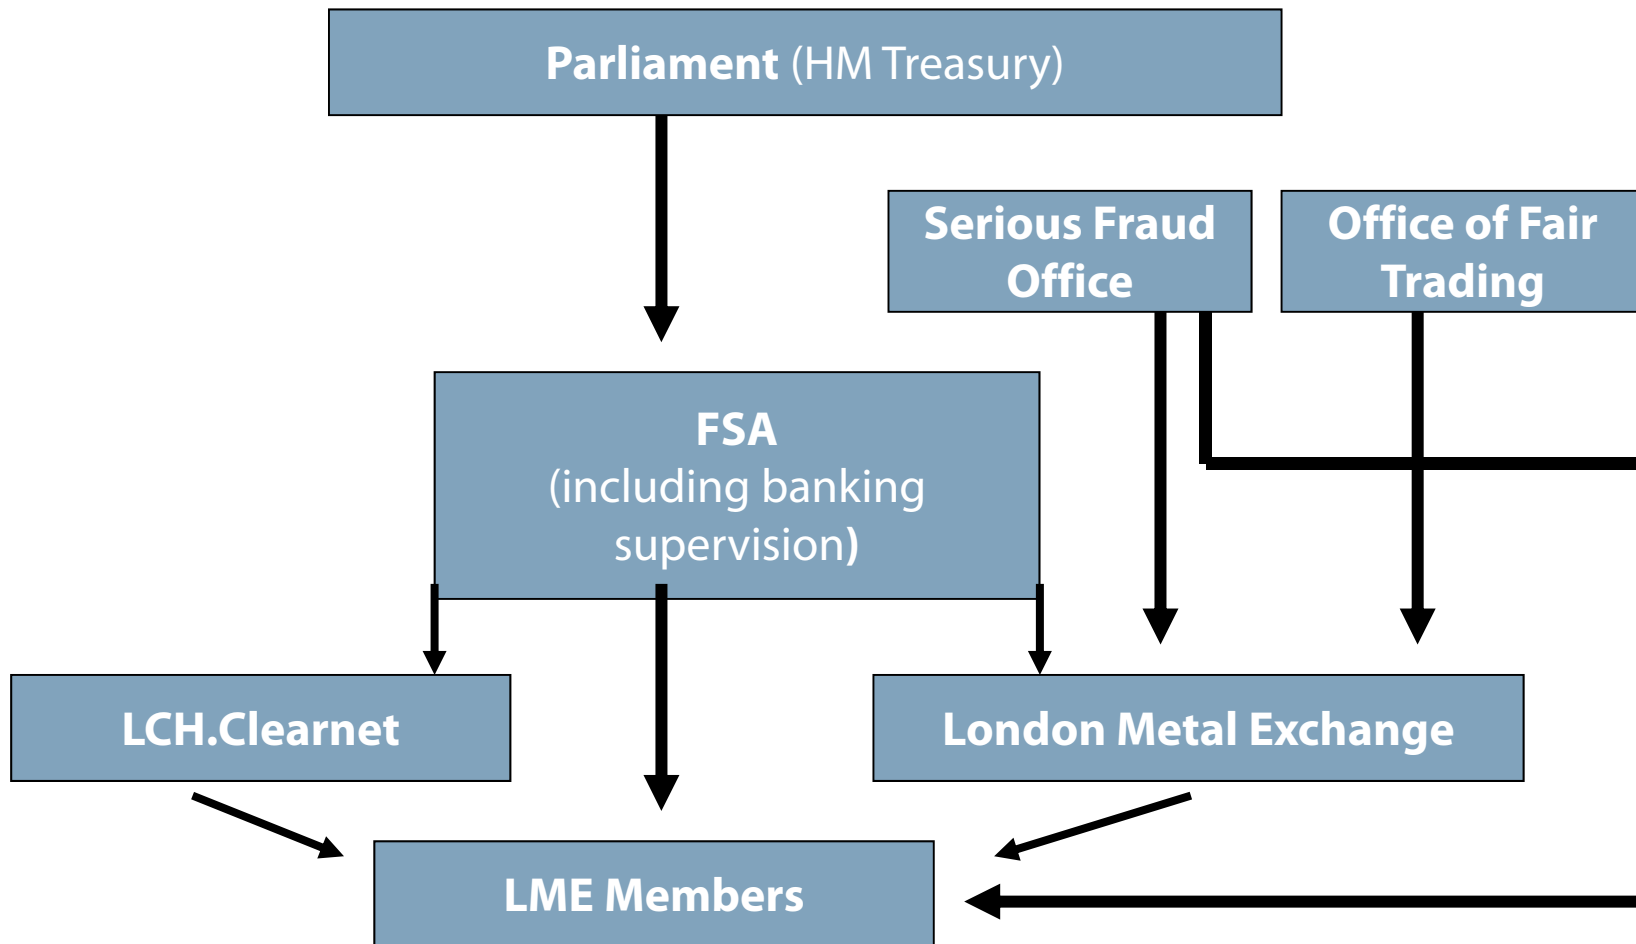 Parliament (HM Treasury)
Serious Fraud
Office
Office of Fair
Trading
FSA
(including banking
supervision)
LCH.Clearnet
London Metal Exchange
LME Members